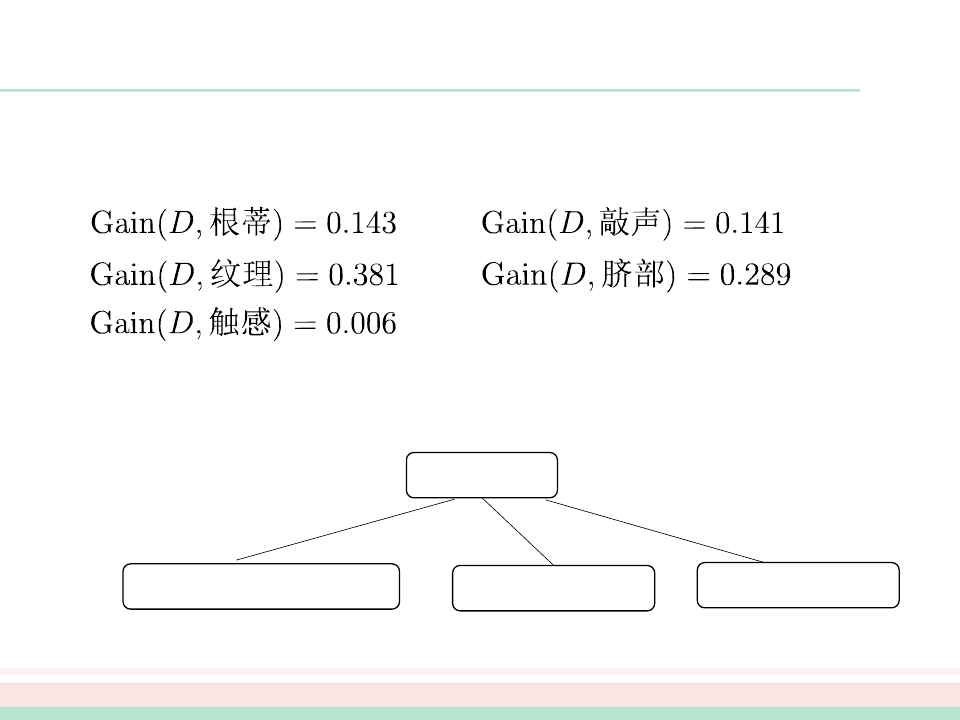 Gain(D, 根蒂) = 0.143
Gain(D, 敲声) = 0.141
Gain(D, 纹理) = 0.381
Gain(D, 脐部) = 0.289
Gain(D, 触感) = 0.006